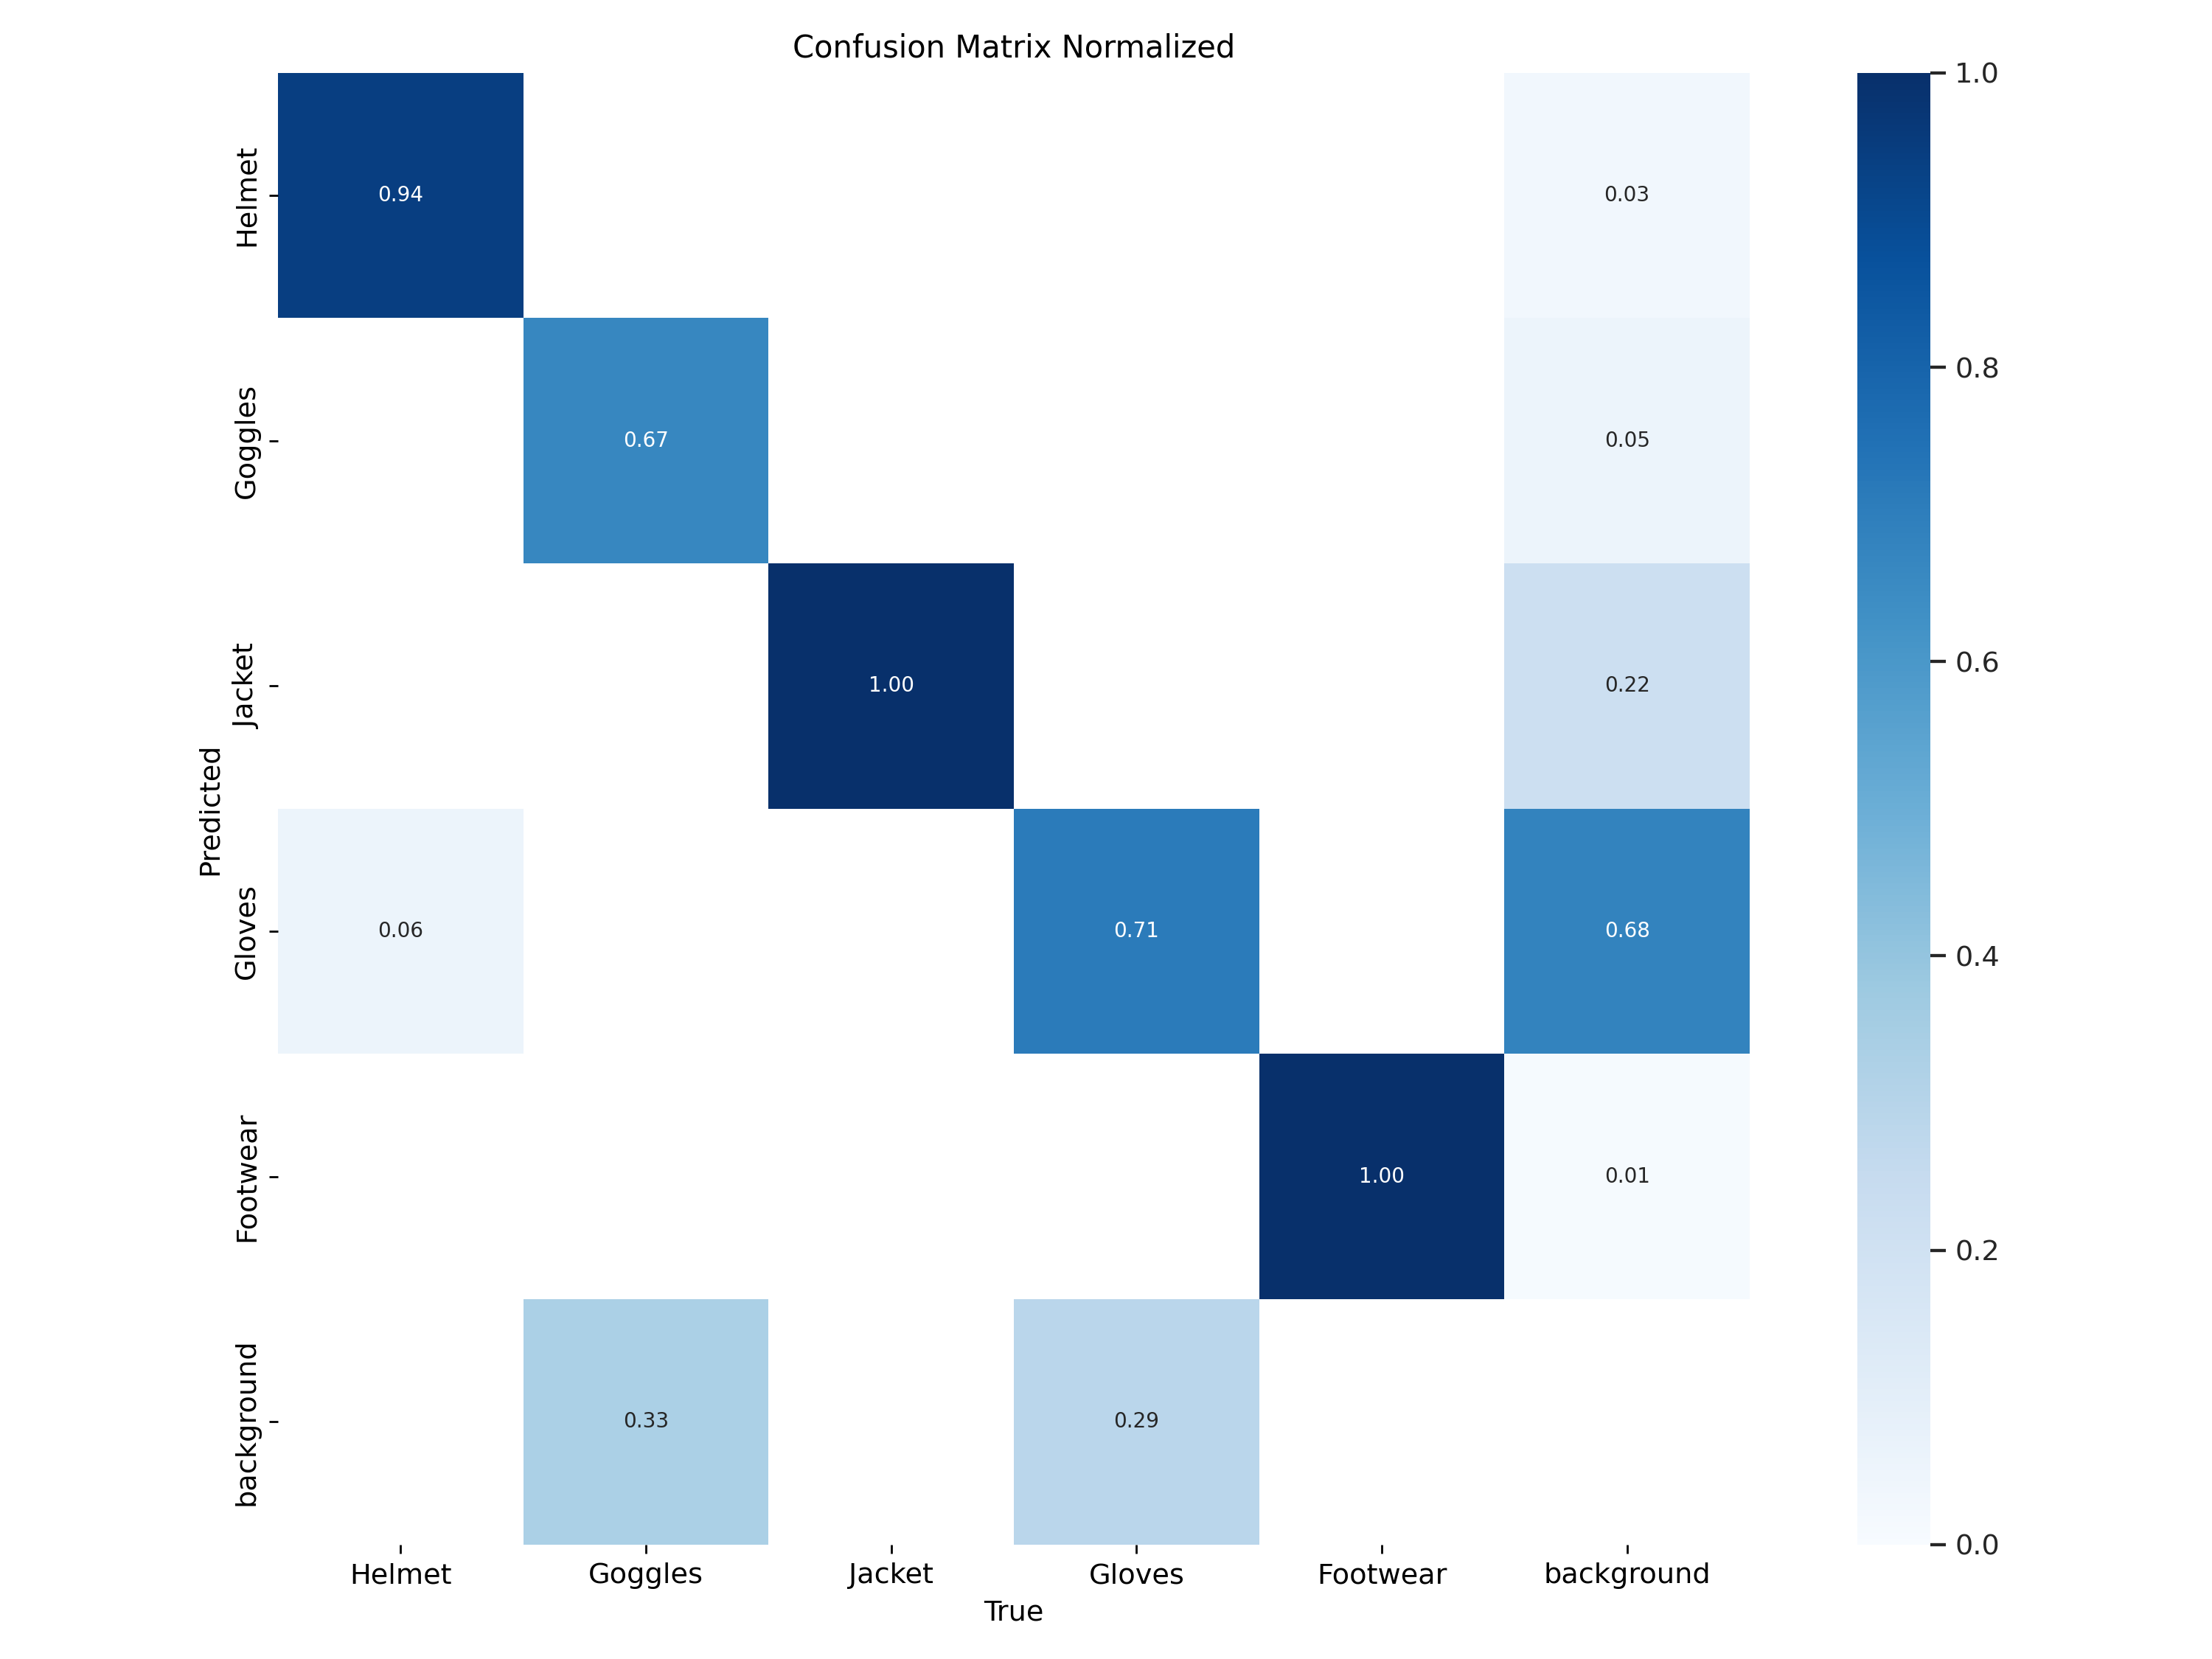 Confusion Matrix Normalized
Predicted
Helmet
0.94
0.03
Goggles
0.67
0.05
Jacket
1.00
0.22
Gloves
0.06
0.71
0.68
Footwear
1.00
0.01
background
0.33
0.29
Helmet
Goggles
Jacket
Gloves
Footwear
background
True
1.0
0.8
0.6
0.4
0.2
0.0